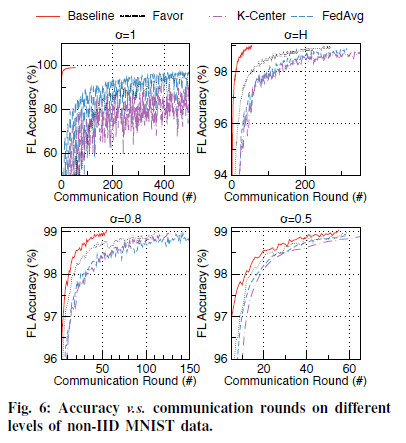 Baseline Favor K-Center FedAvg
σ=1 σ=H
FL Accuracy (%) 100 80 60
0 200 400
Communication Round (#)
FL Accuracy (%) 98 96 94
0 200
Communication Round (#)
σ=0.8 σ=0.5
FL Accuracy (%) 99 98 97 96
50 100 150
Communication Round (#)
FL Accuracy (%) 99 98 97 96
20 40 60
Communication Round (#)
Fig. 6: Accuracy v.s. communication rounds on different
levels of non-IID MNIST data.